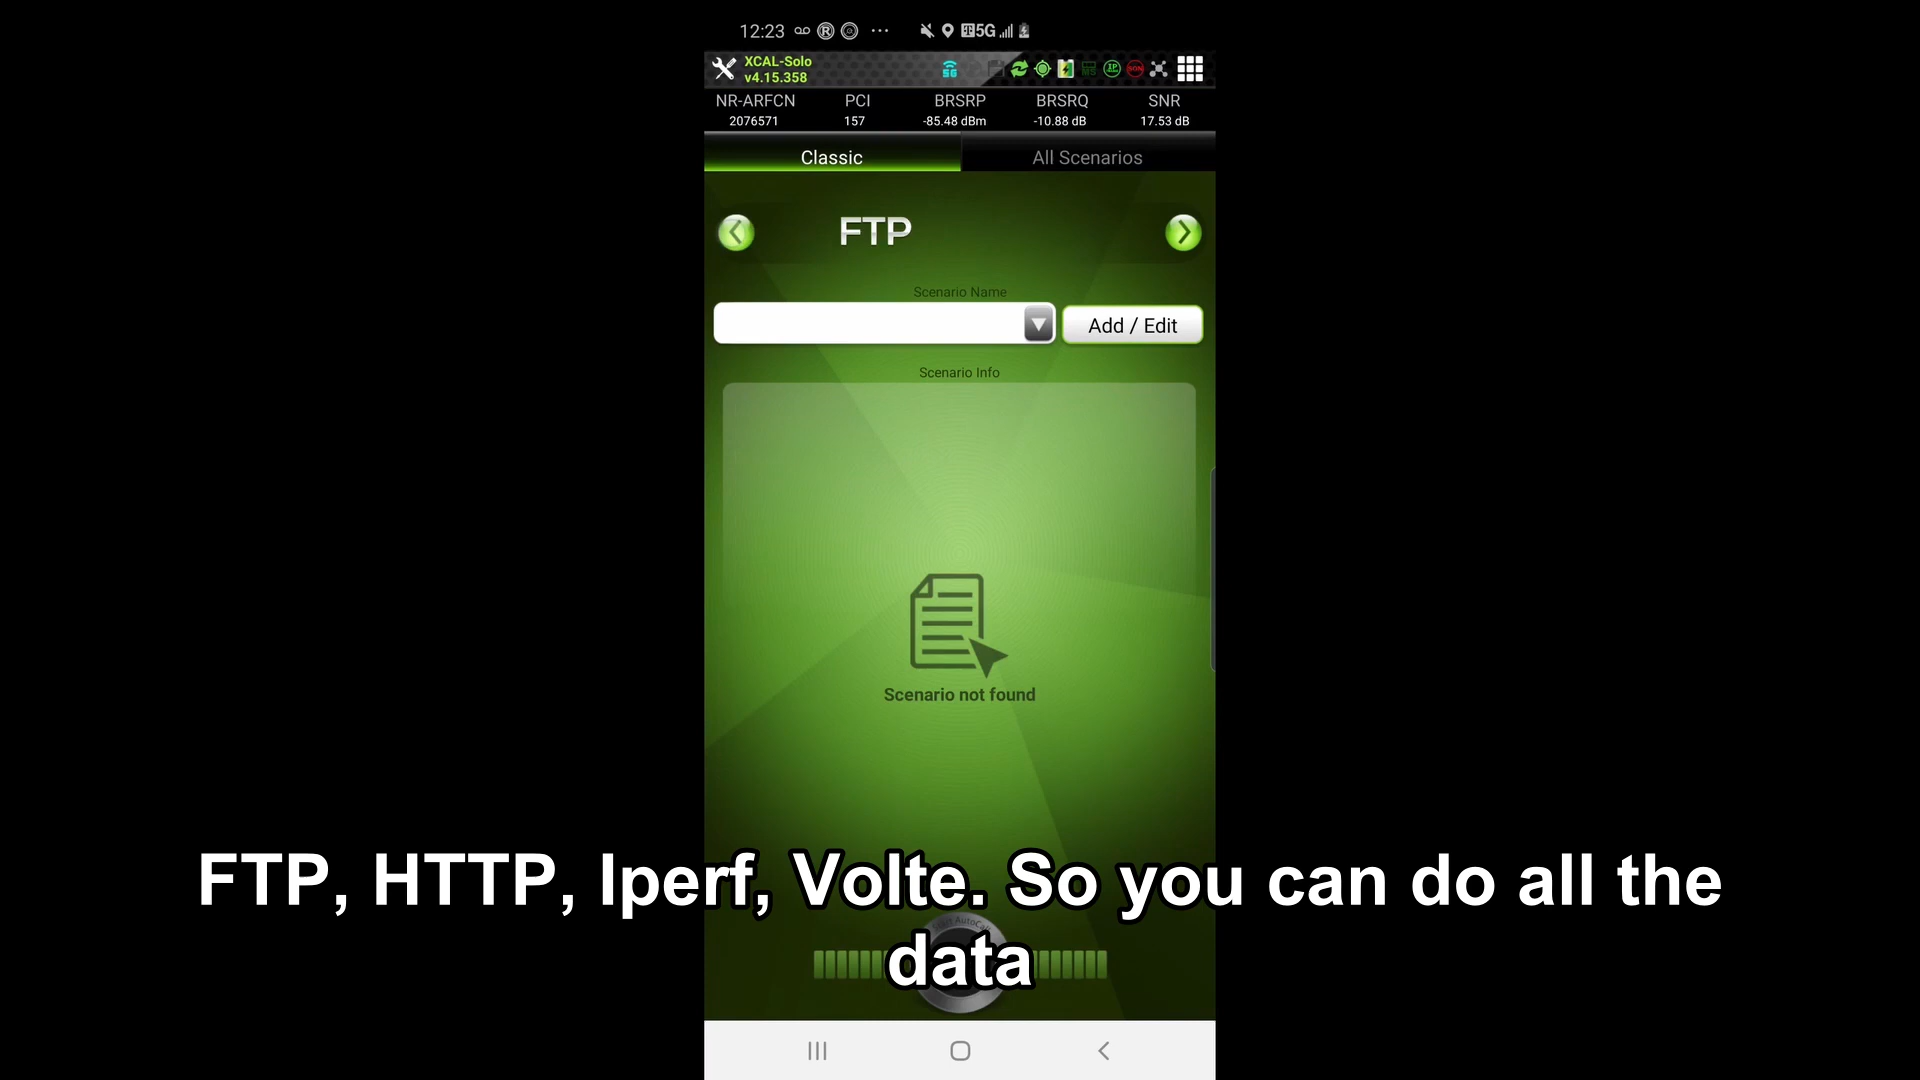 12:23 5G
XCAL-Solo
v4.15.358
5G
NR-ARFCN PCI BRSRP BRSRQ SNR
2076571 157 -85.48 dBm -10.88 dB 17.53 dB
Classic All Scenarios
FTP
Scenario Name
Add / Edit
Scenario Info
Scenario not found
FTP, HTTP, Iperf, Volte. So you can do all the
data